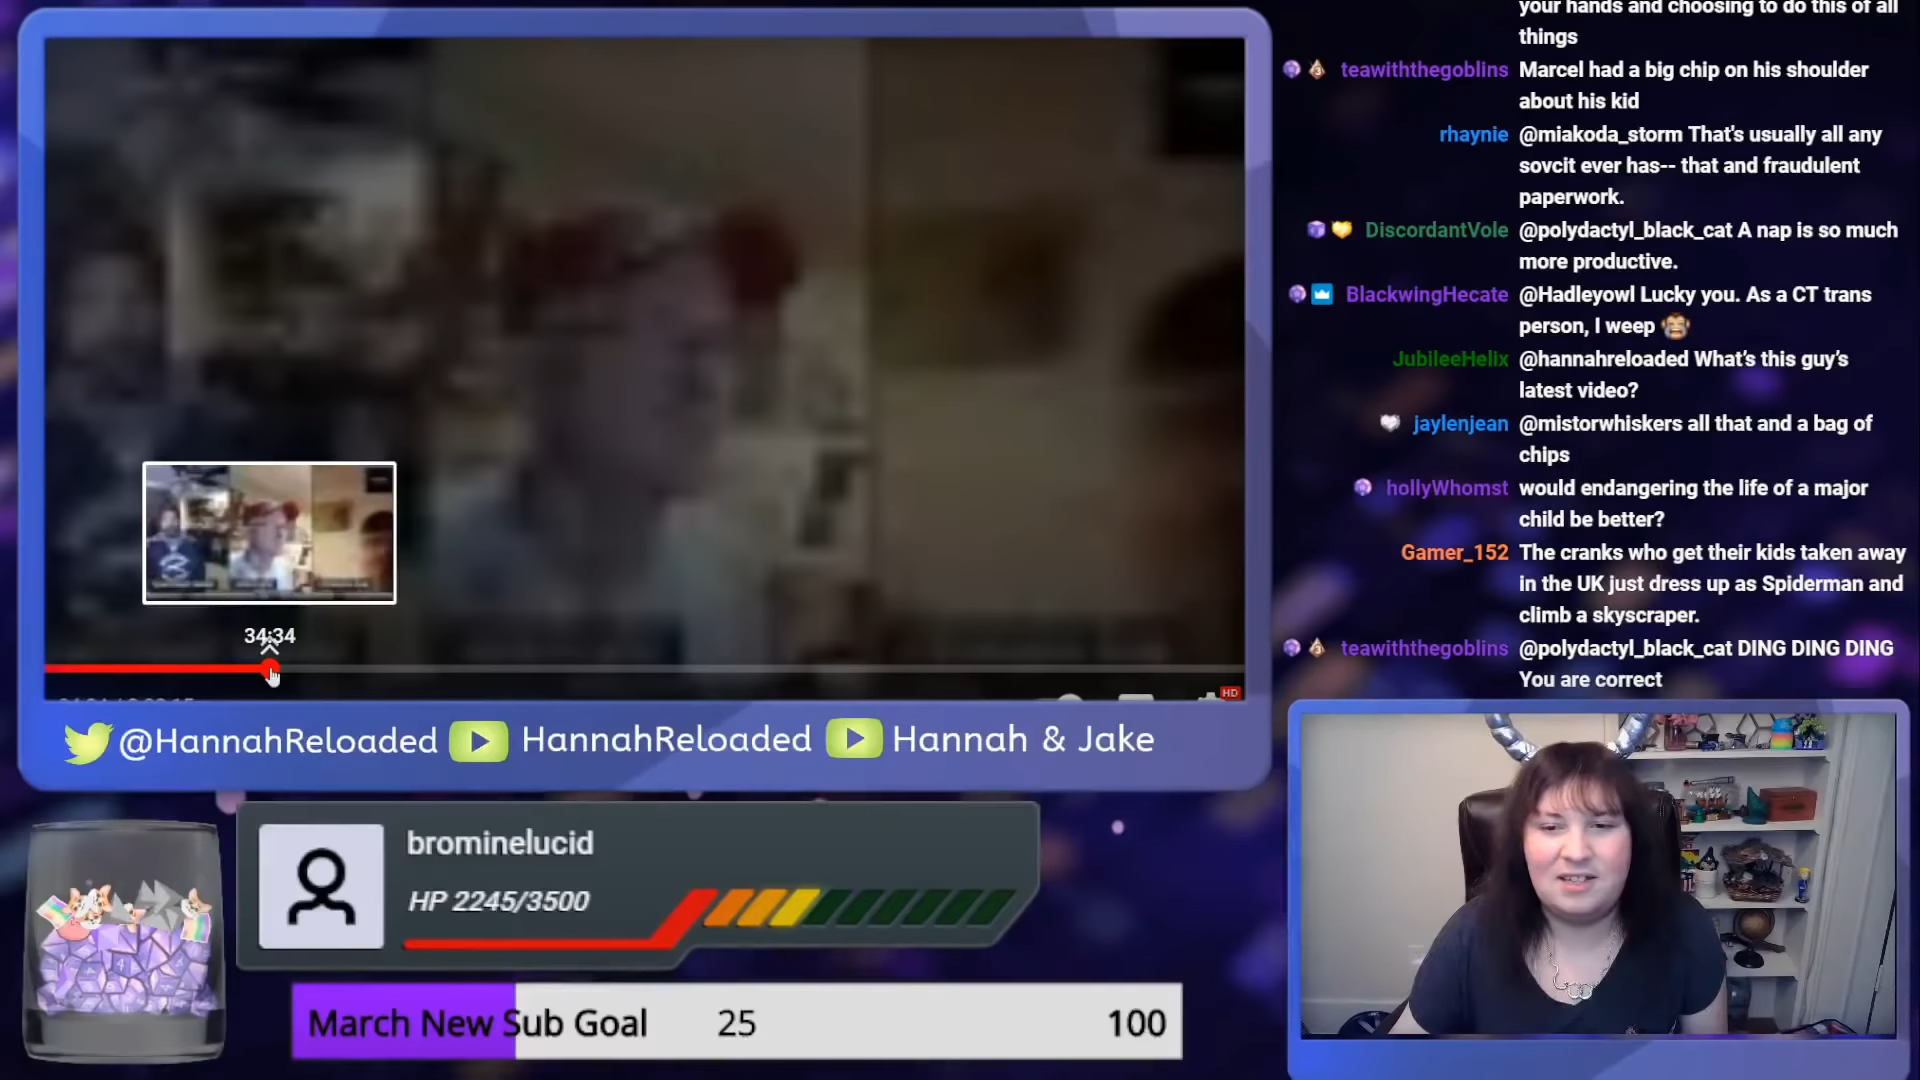 your hands and choosing to do this of all
things
teawiththegoblins Marcel had a big chip on his shoulder
about his kid
rhaynie @miakoda_storm That's usually all any
sovcit ever has-- that and fraudulent
paperwork.
DiscordantVole @polydactyl_black_cat A nap is so much
more productive.
BlackwingHecate @Hadleyowl Lucky you. As a CT trans
person, I weep
JubileeHelix @hannahreloaded What’s this guy’s
latest video?
jaylenjean @mistorwhiskers all that and a bag of
chips
hollyWhomst would endangering the life of a major
child be better?
Gamer_152 The cranks who get their kids taken away
in the UK just dress up as Spiderman and
climb a skyscraper.
teawiththegoblins @polydactyl_black_cat DING DING DING
You are correct
34:34
HD
@HannahReloaded HannahReloaded Hannah & Jake
brominelucid
HP 2245/3500
March New Sub Goal 25 100